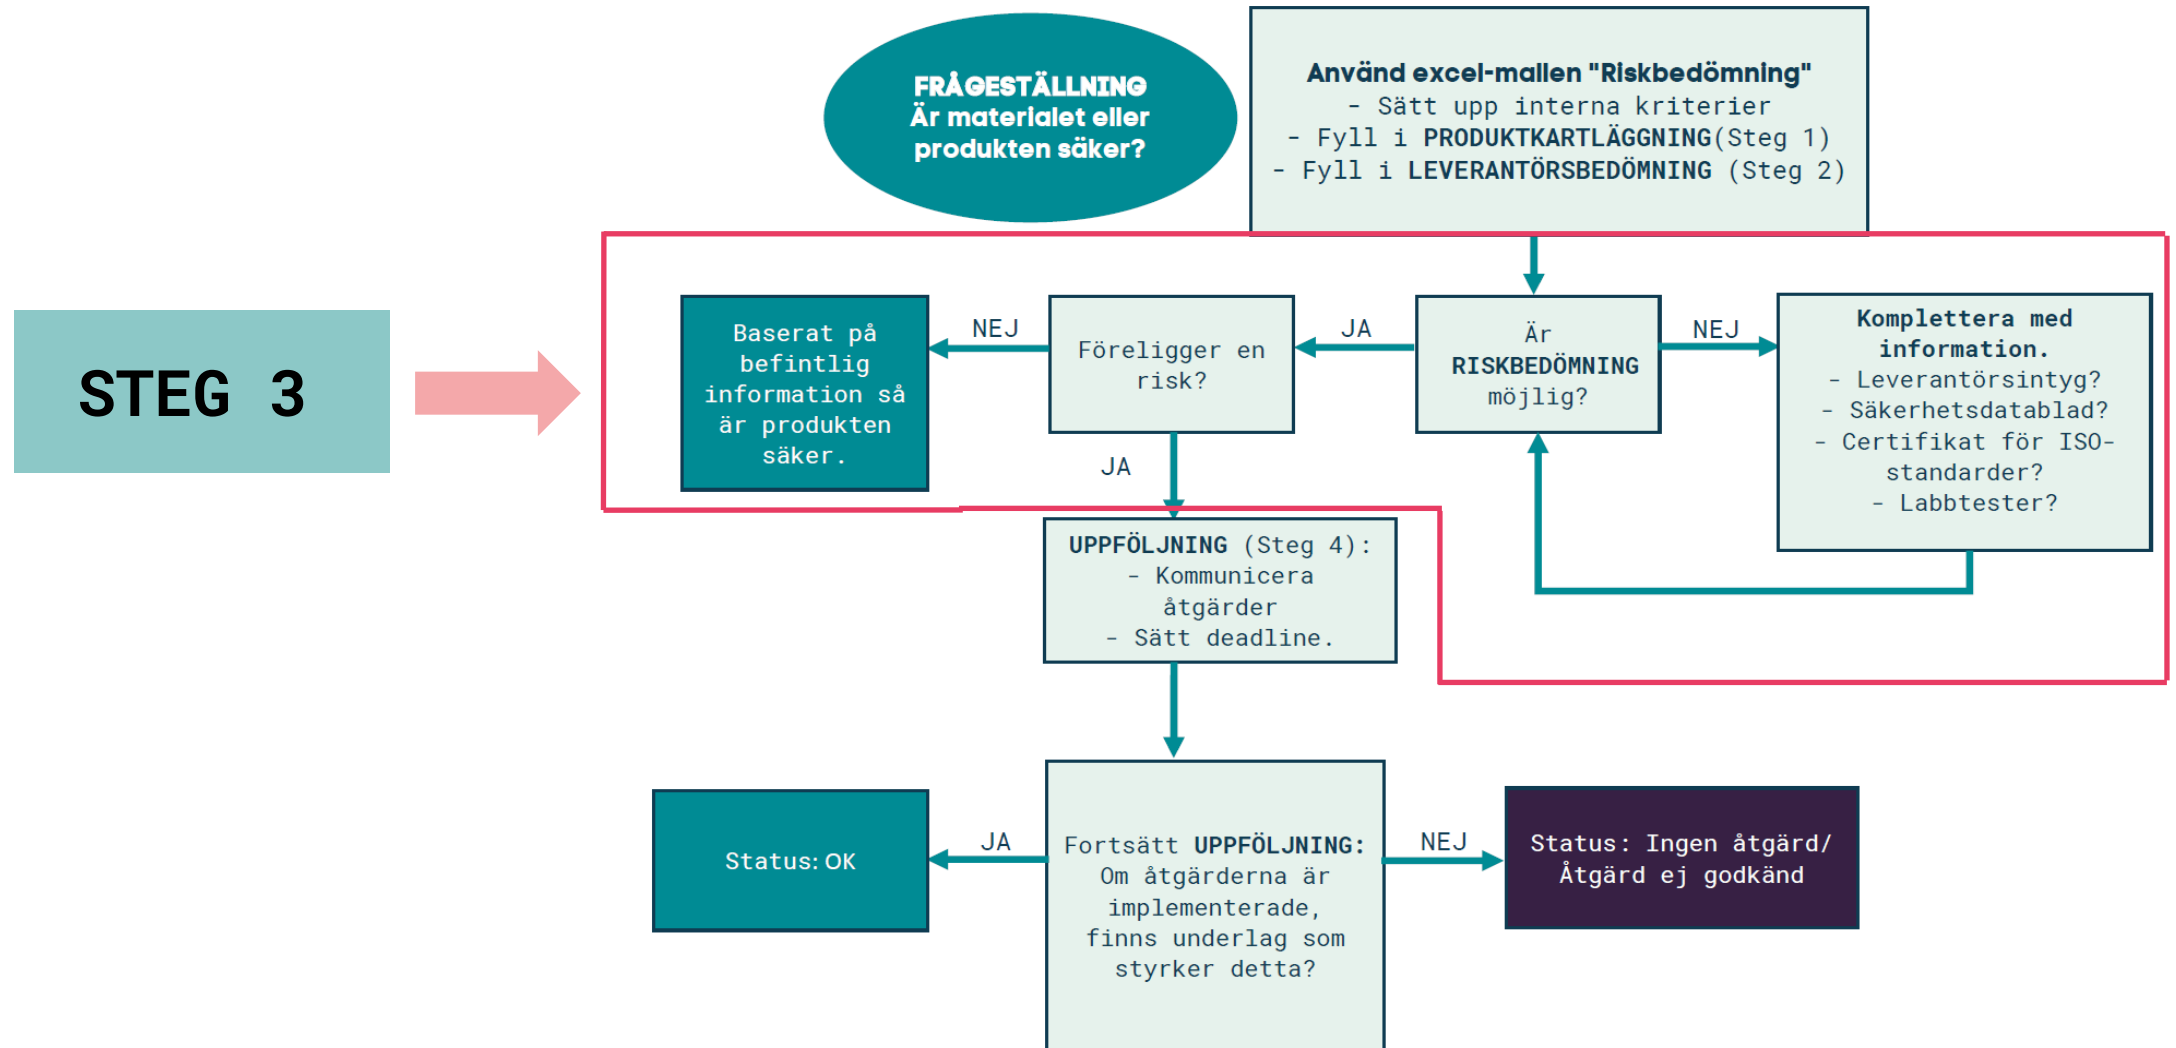 FRÅGESTÄLLNING
Är materialet eller
produkten säker?
Använd excel-mallen "Riskbedömning"
- Sätt upp interna kriterier
- Fyll i PRODUKTKARTLÄGGNING(Steg 1)
- Fyll i LEVERANTÖRSBEDÖMNING (Steg 2)
STEG 3
Baserat på
befintlig
information så
är produkten
säker.
NEJ
Föreligger en
risk?
JA
Är
RISKBEDÖMNING
möjlig?
NEJ
Komplettera med
information.
- Leverantörsintyg?
- Säkerhetsdatablad?
- Certifikat för ISO-
standarder?
- Labbtester?
JA
UPPFÖLJNING (Steg 4):
- Kommunicera
åtgärder
- Sätt deadline.
Status: OK
JA
Fortsätt UPPFÖLJNING:
Om åtgärderna är
implementerade,
finns underlag som
styrker detta?
NEJ
Status: Ingen åtgärd/
Åtgärd ej godkänd